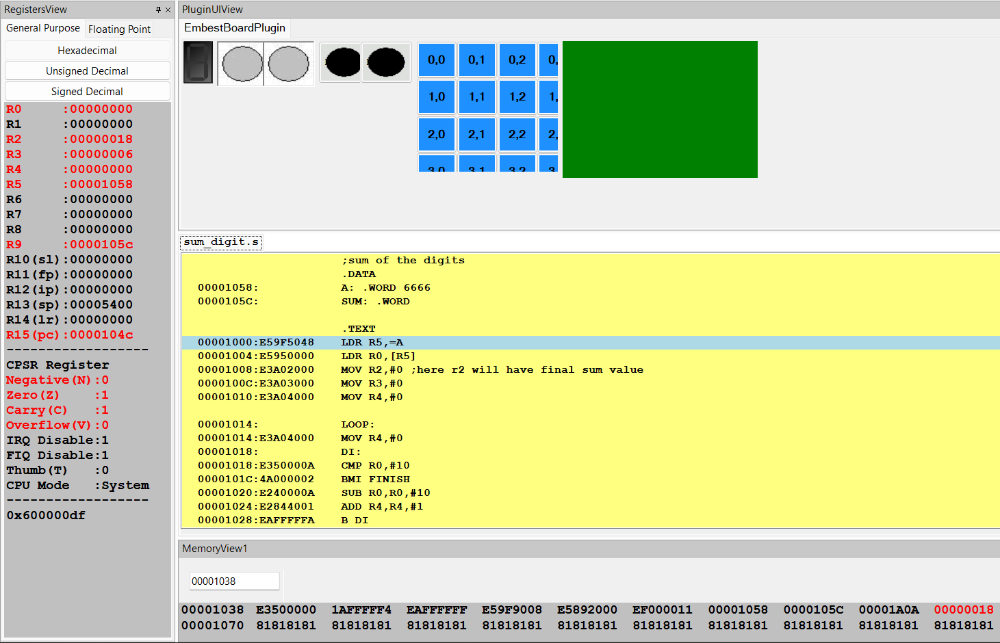 RegistersView
General Purpose Floating Point
Hexadecimal
Unsigned Decimal
Signed Decimal
R0 :00000000
R1 :00000000
R2 :00000018
R3 :00000006
R4 :00000000
R5 :00001058
R6 :00000000
R7 :00000000
R8 :00000000
R9 :0000105c
R10(sl):00000000
R11(fp):00000000
R12(ip):00000000
R13(sp):00005400
R14(lr):00000000
R15(pc):0000104c
------------------
CPSR Register
Negative(N):0
Zero(Z) :1
Carry(C) :1
Overflow(V):0
IRQ Disable:1
FIQ Disable:1
Thumb(T) :0
CPU Mode :System
------------------
0x600000df
PluginUIView
EmbestBoardPlugin
0,0 0,1 0,2 0,
1,0 1,1 1,2 1,
2,0 2,1 2,2 2,
3,0 3,1 3,2 3
sum_digit.s
;sum of the digits
.DATA
00001058: A: .WORD 6666
0000105C: SUM: .WORD
.TEXT
00001000:E59F5048 LDR R5,=A
00001004:E5950000 LDR R0,[R5]
00001008:E3A02000 MOV R2,#0 ;here r2 will have final sum value
0000100C:E3A03000 MOV R3,#0
00001010:E3A04000 MOV R4,#0
00001014: LOOP:
00001014:E3A04000 MOV R4,#0
00001018: DI:
00001018:E350000A CMP R0,#10
0000101C:4A000002 BMI FINISH
00001020:E240000A SUB R0,R0,#10
00001024:E2844001 ADD R4,R4,#1
00001028:EAFFFFFA B DI
MemoryView1
00001038
00001038 E3500000 1AFFFFF4 EAFFFFFF E59F9008 E5892000 EF000011 00001058 0000105C 00001A0A 00000018
00001070 81818181 81818181 81818181 81818181 81818181 81818181 81818181 81818181 81818181 81818181